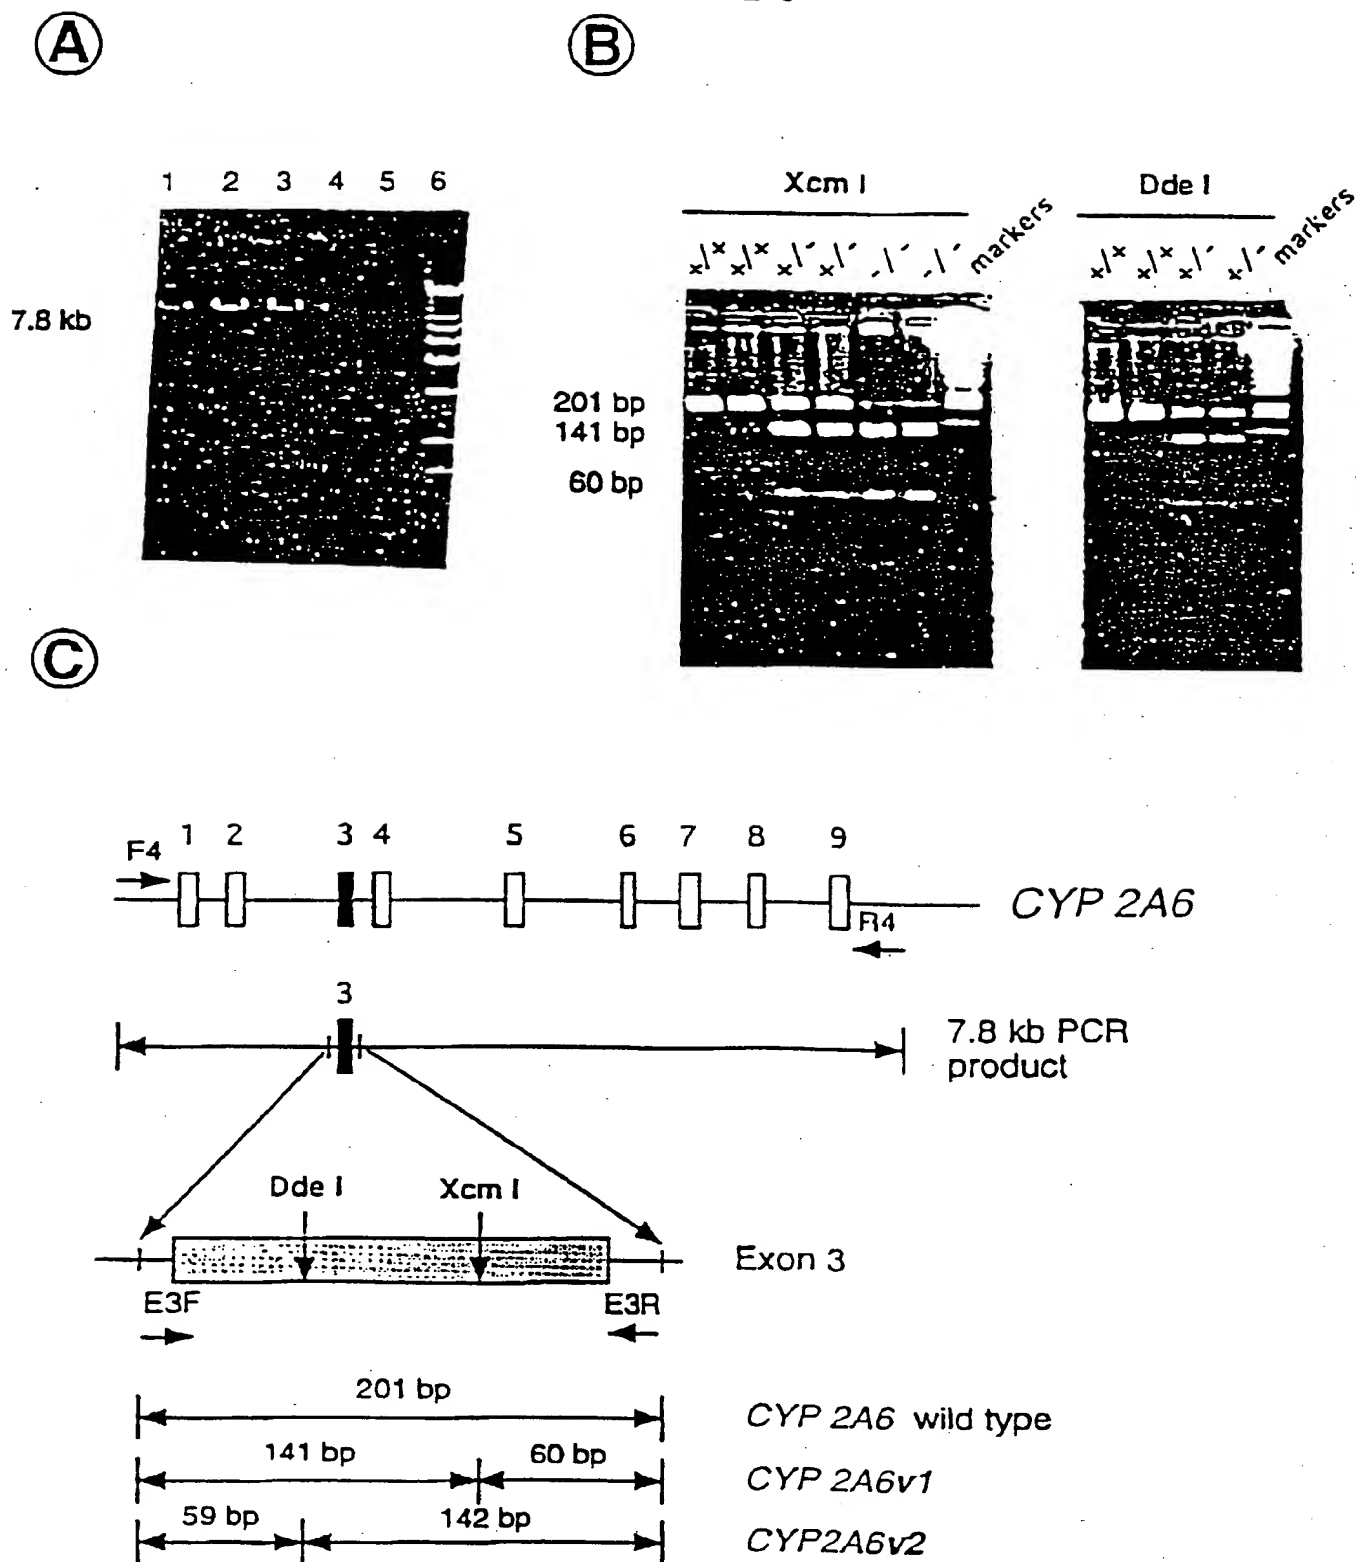 A
B
1 2 3 4 5 6
7.8 kb
Xcm I
Dde I
+/+ +/+ +/- +/- -/- -/- markers
+/+ +/+ +/- +/- markers
201 bp
141 bp
60 bp
C
F4 1 2 3 4 5 6 7 8 9
CYP 2A6
R4
3
7.8 kb PCR
product
Dde I Xcm I
Exon 3
E3F E3R
201 bp
CYP 2A6 wild type
141 bp 60 bp
CYP 2A6v1
59 bp 142 bp
CYP2A6v2